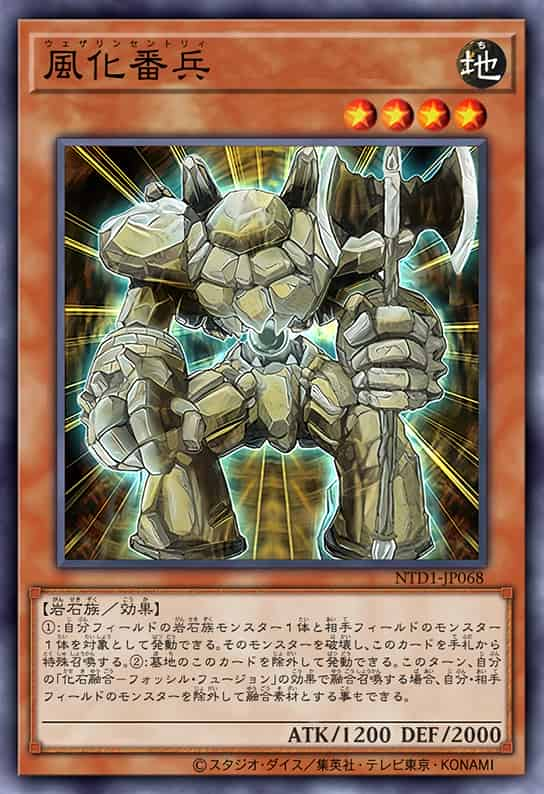 ウェザリンセントリィ
風化番兵
ち
地
NTD1-JP068
【岩石族／効果】
①:自分フィールドの岩石族モンスター1体と相手フィールドのモンスター
1体を対象として発動できる。そのモンスターを破壊し、このカードを手札から
特殊召喚する。②:墓地のこのカードを除外して発動できる。このターン、自分
の「化石融合－フォッシル・フュージョン」の効果で融合召喚する場合、自分・相手
フィールドのモンスターを除外して融合素材とする事もできる。
ATK/1200 DEF/2000
©スタジオ・ダイス／集英社・テレビ東京・KONAMI